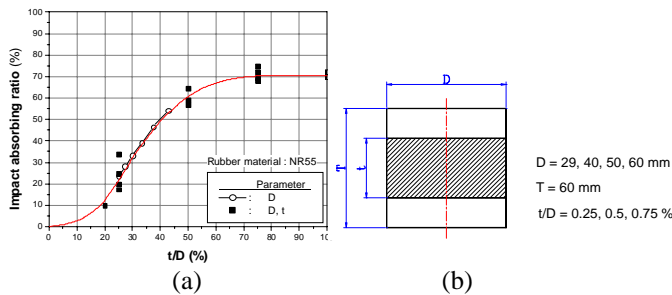 Impact absorbing ratio (%)
100
90
80
70
60
50
40
30
20
10
0
0 10 20 30 40 50 60 70 80 90 100
t/D (%)
Rubber material : NR55
Parameter
: D
: D, t
(a)
D
T
t
D = 29, 40, 50, 60 mm
T = 60 mm
t/D = 0.25, 0.5, 0.75 %
(b)